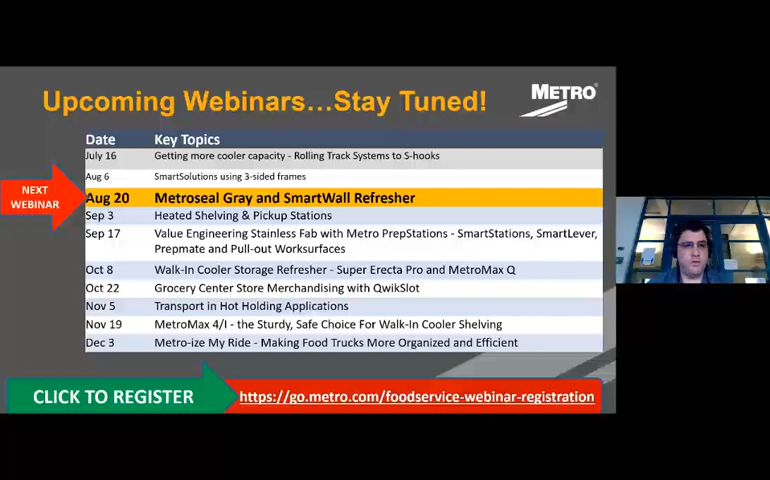 Upcoming Webinars...Stay Tuned!
METRO
Date Key Topics
July 16 Getting more cooler capacity - Rolling Track Systems to S-hooks
Aug 6 SmartSolutions using 3-sided frames
NEXT
WEBINAR
Aug 20 Metroseal Gray and SmartWall Refresher
Sep 3 Heated Shelving & Pickup Stations
Sep 17 Value Engineering Stainless Fab with Metro PrepStations - SmartStations, SmartLever,
Prepmate and Pull-out Worksurfaces
Oct 8 Walk-In Cooler Storage Refresher - Super Erecta Pro and MetroMax Q
Oct 22 Grocery Center Store Merchandising with QwikSlot
Nov 5 Transport in Hot Holding Applications
Nov 19 MetroMax 4/I - the Sturdy, Safe Choice For Walk-In Cooler Shelving
Dec 3 Metro-ize My Ride - Making Food Trucks More Organized and Efficient
CLICK TO REGISTER
https://go.metro.com/foodservice-webinar-registration